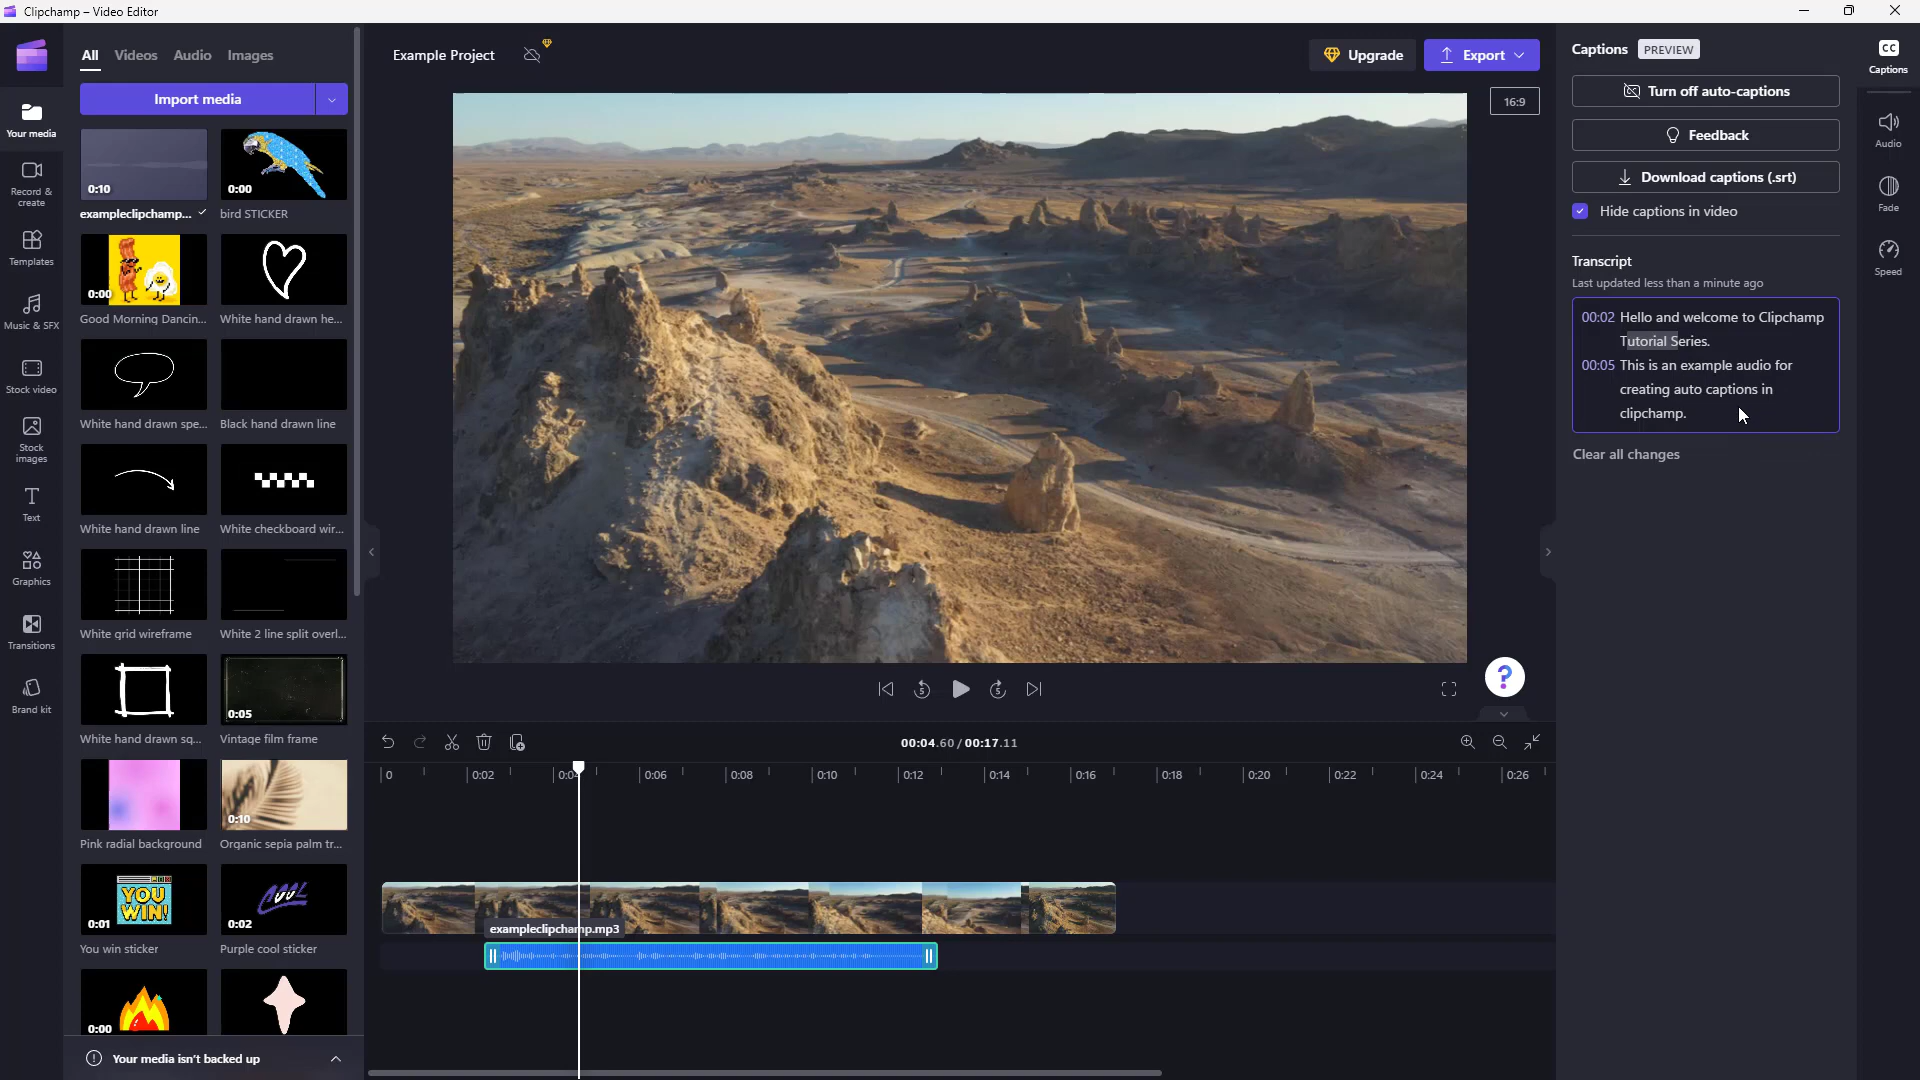 Clipchamp – Video Editor
Your media
Record &
create
Templates
Music & SFX
Stock video
Stock
images
Text
Graphics
Transitions
Brand kit
All Videos Audio Images
Import media
0:10
exampleclipchamp...
0:00
bird STICKER
0:00
Good Morning Dancin...
White hand drawn he...
White hand drawn spe...
Black hand drawn line
White hand drawn line
White checkboard wir...
White grid wireframe
White 2 line split overl...
White hand drawn sq...
0:05
Vintage film frame
Pink radial background
0:10
Organic sepia palm tr...
YOU
WIN!
0:01
You win sticker
COOL
0:02
Purple cool sticker
0:00
Your media isn't backed up
Example Project
Upgrade
Export
16:9
5
5
?
00:04.60 / 00:17.11
0 0:02 0:04 0:06 0:08 0:10 0:12 0:14 0:16 0:18 0:20 0:22 0:24 0:26
exampleclipchamp.mp3
Captions PREVIEW
Turn off auto-captions
Feedback
Download captions (.srt)
Hide captions in video
Transcript
Last updated less than a minute ago
00:02 Hello and welcome to Clipchamp
Tutorial Series.
00:05 This is an example audio for
creating auto captions in
clipchamp.
Clear all changes
CC
Captions
Audio
Fade
Speed